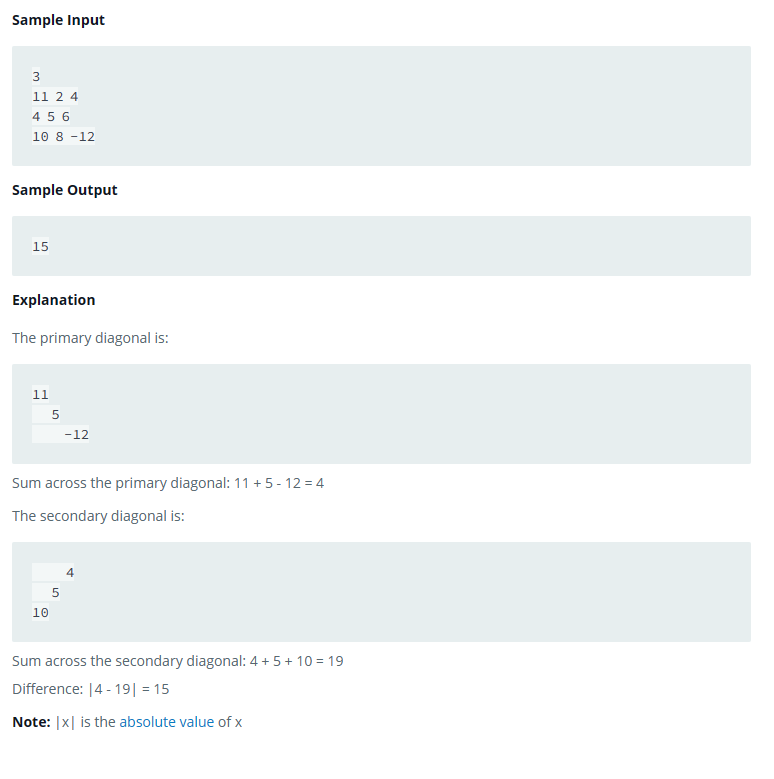 Sample Input
3
11 2 4
4 5 6
10 8 -12
Sample Output
15
Explanation
The primary diagonal is:
11
5
-12
Sum across the primary diagonal: 11 + 5 - 12 = 4
The secondary diagonal is:
4
5
10
Sum across the secondary diagonal: 4 + 5 + 10 = 19
Difference: |4 - 19| = 15
Note: |x| is the absolute value of x